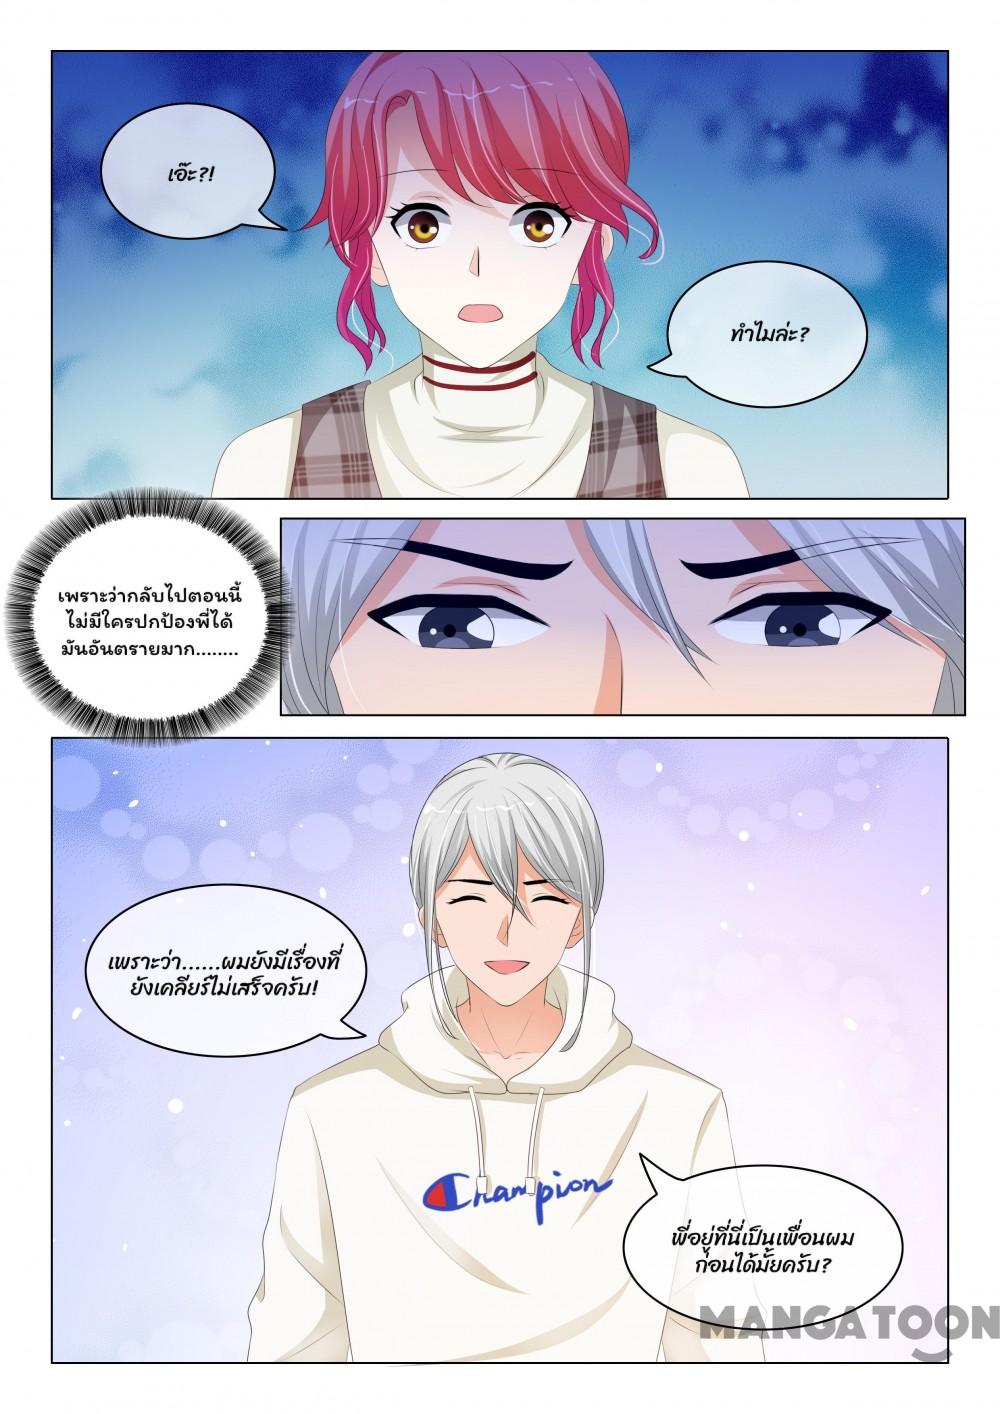 เอ๊ะ?!
ทำไมล่ะ?
เพราะว่ากลับไปตอนนี้
ไม่มีใครปกป้องพี่ได้
มันอันตรายมาก........
เพราะว่า......ผมยังมีเรื่องที่
ยังเคลียร์ไม่เสร็จครับ!
Champion
พี่อยู่ที่นี่เป็นเพื่อนผม
ก่อนได้มั้ยครับ?
MANGATOON